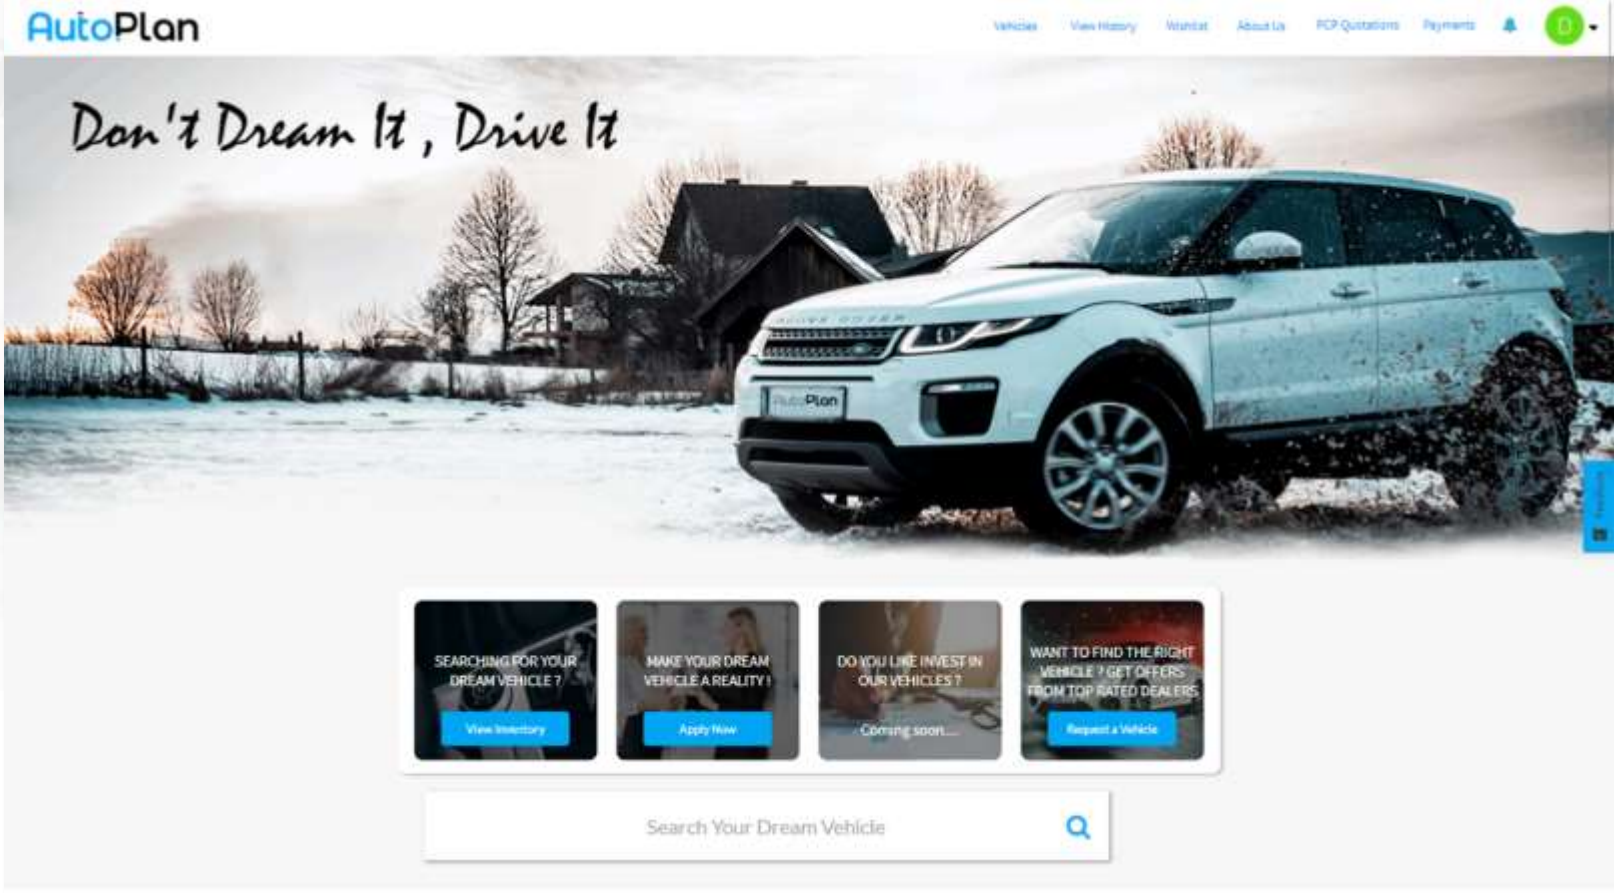 AutoPlan
Vehicles View History Wishlist About Us PCP Quotations Payments
D
Don't Dream It , Drive It
RANGE ROVER
AutoPlan
SEARCHING FOR YOUR
DREAM VEHICLE ?
View Inventory
MAKE YOUR DREAM
VEHICLE A REALITY !
Apply Now
DO YOU LIKE INVEST IN
OUR VEHICLES ?
Coming soon....
WANT TO FIND THE RIGHT
VEHICLE ? GET OFFERS
FROM TOP RATED DEALERS
Request a Vehicle
Search Your Dream Vehicle